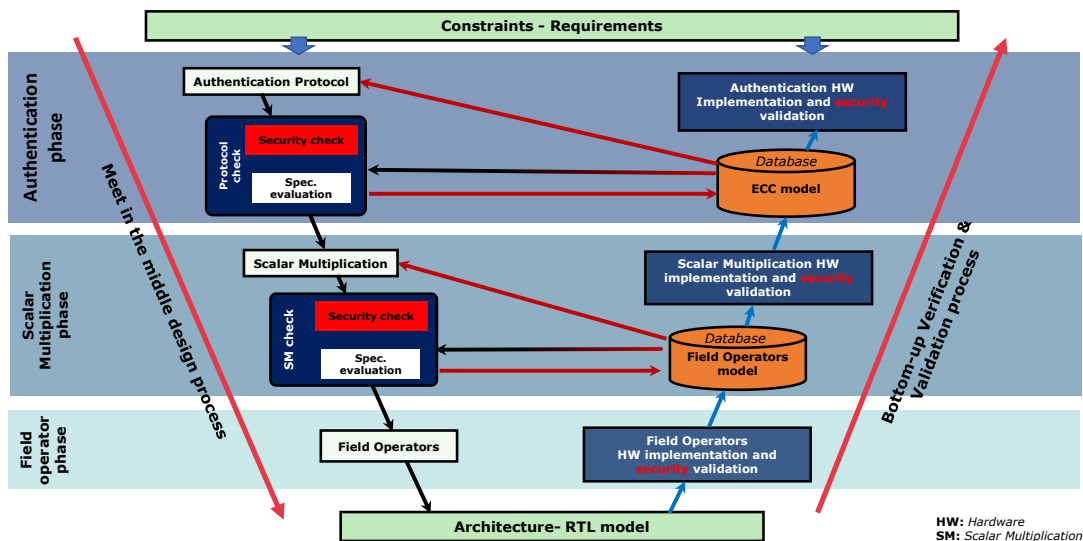 Constraints - Requirements
Authentication
phase
Authentication Protocol
Protocol
check
Security check
Spec.
evaluation
Authentication HW
Implementation and security
validation
Database
ECC model
Meet in the middle design process
Bottom-up Verification &
Validation process
Scalar
Multiplication
phase
Scalar Multiplication
SM check
Security check
Spec.
evaluation
Scalar Multiplication HW
implementation and security
validation
Database
Field Operators
model
Field
operator
phase
Field Operators
Field Operators
HW implementation and
security validation
Architecture- RTL model
HW: Hardware
SM: Scalar Multiplication